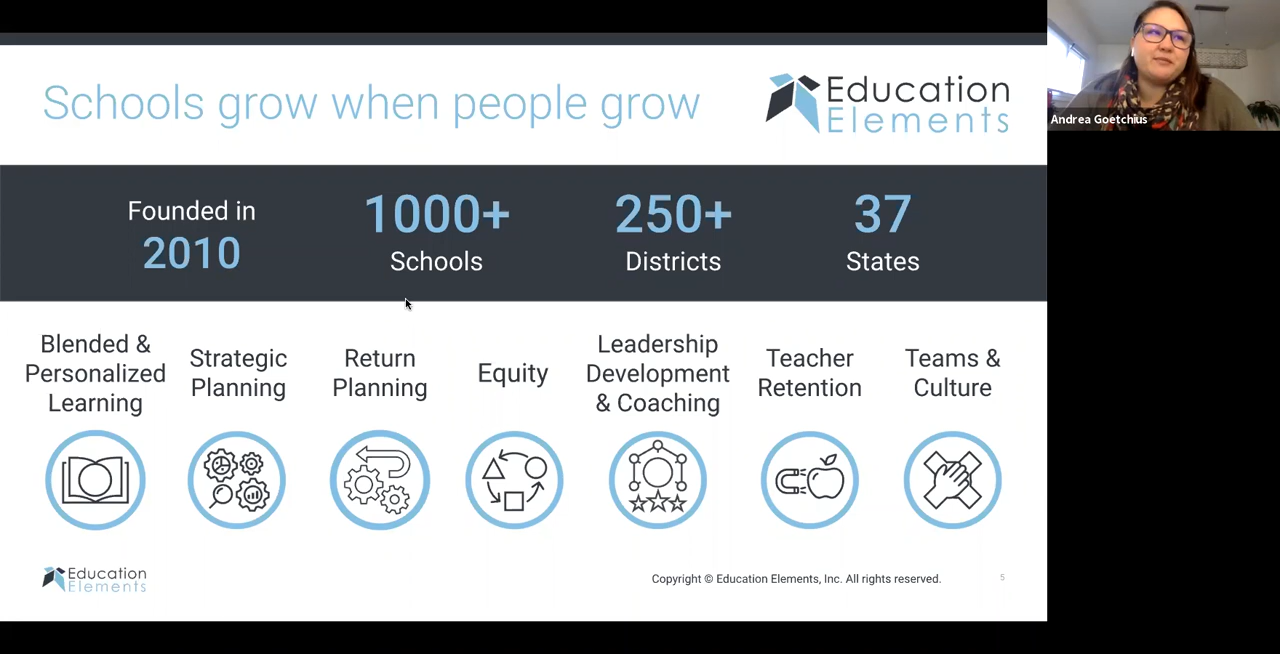 Schools grow when people grow
Education
Elements
Andrea Goetchius
Founded in
2010
1000+
Schools
250+
Districts
37
States
Blended &
Personalized
Learning
Strategic
Planning
Return
Planning
Equity
Leadership
Development
& Coaching
Teacher
Retention
Teams &
Culture
Education
Elements
Copyright © Education Elements, Inc. All rights reserved.
5